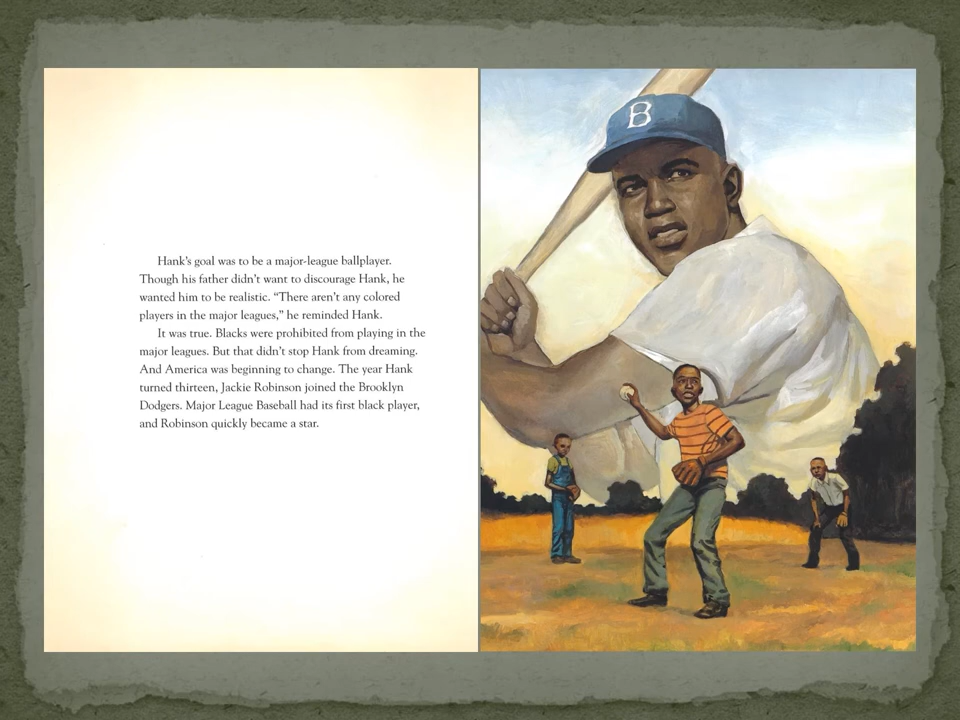 Hank's goal was to be a major-league ballplayer.
Though his father didn't want to discourage Hank, he
wanted him to be realistic. “There aren't any colored
players in the major leagues,” he reminded Hank.
It was true. Blacks were prohibited from playing in the
major leagues. But that didn't stop Hank from dreaming.
And America was beginning to change. The year Hank
turned thirteen, Jackie Robinson joined the Brooklyn
Dodgers. Major League Baseball had its first black player,
and Robinson quickly became a star.
B